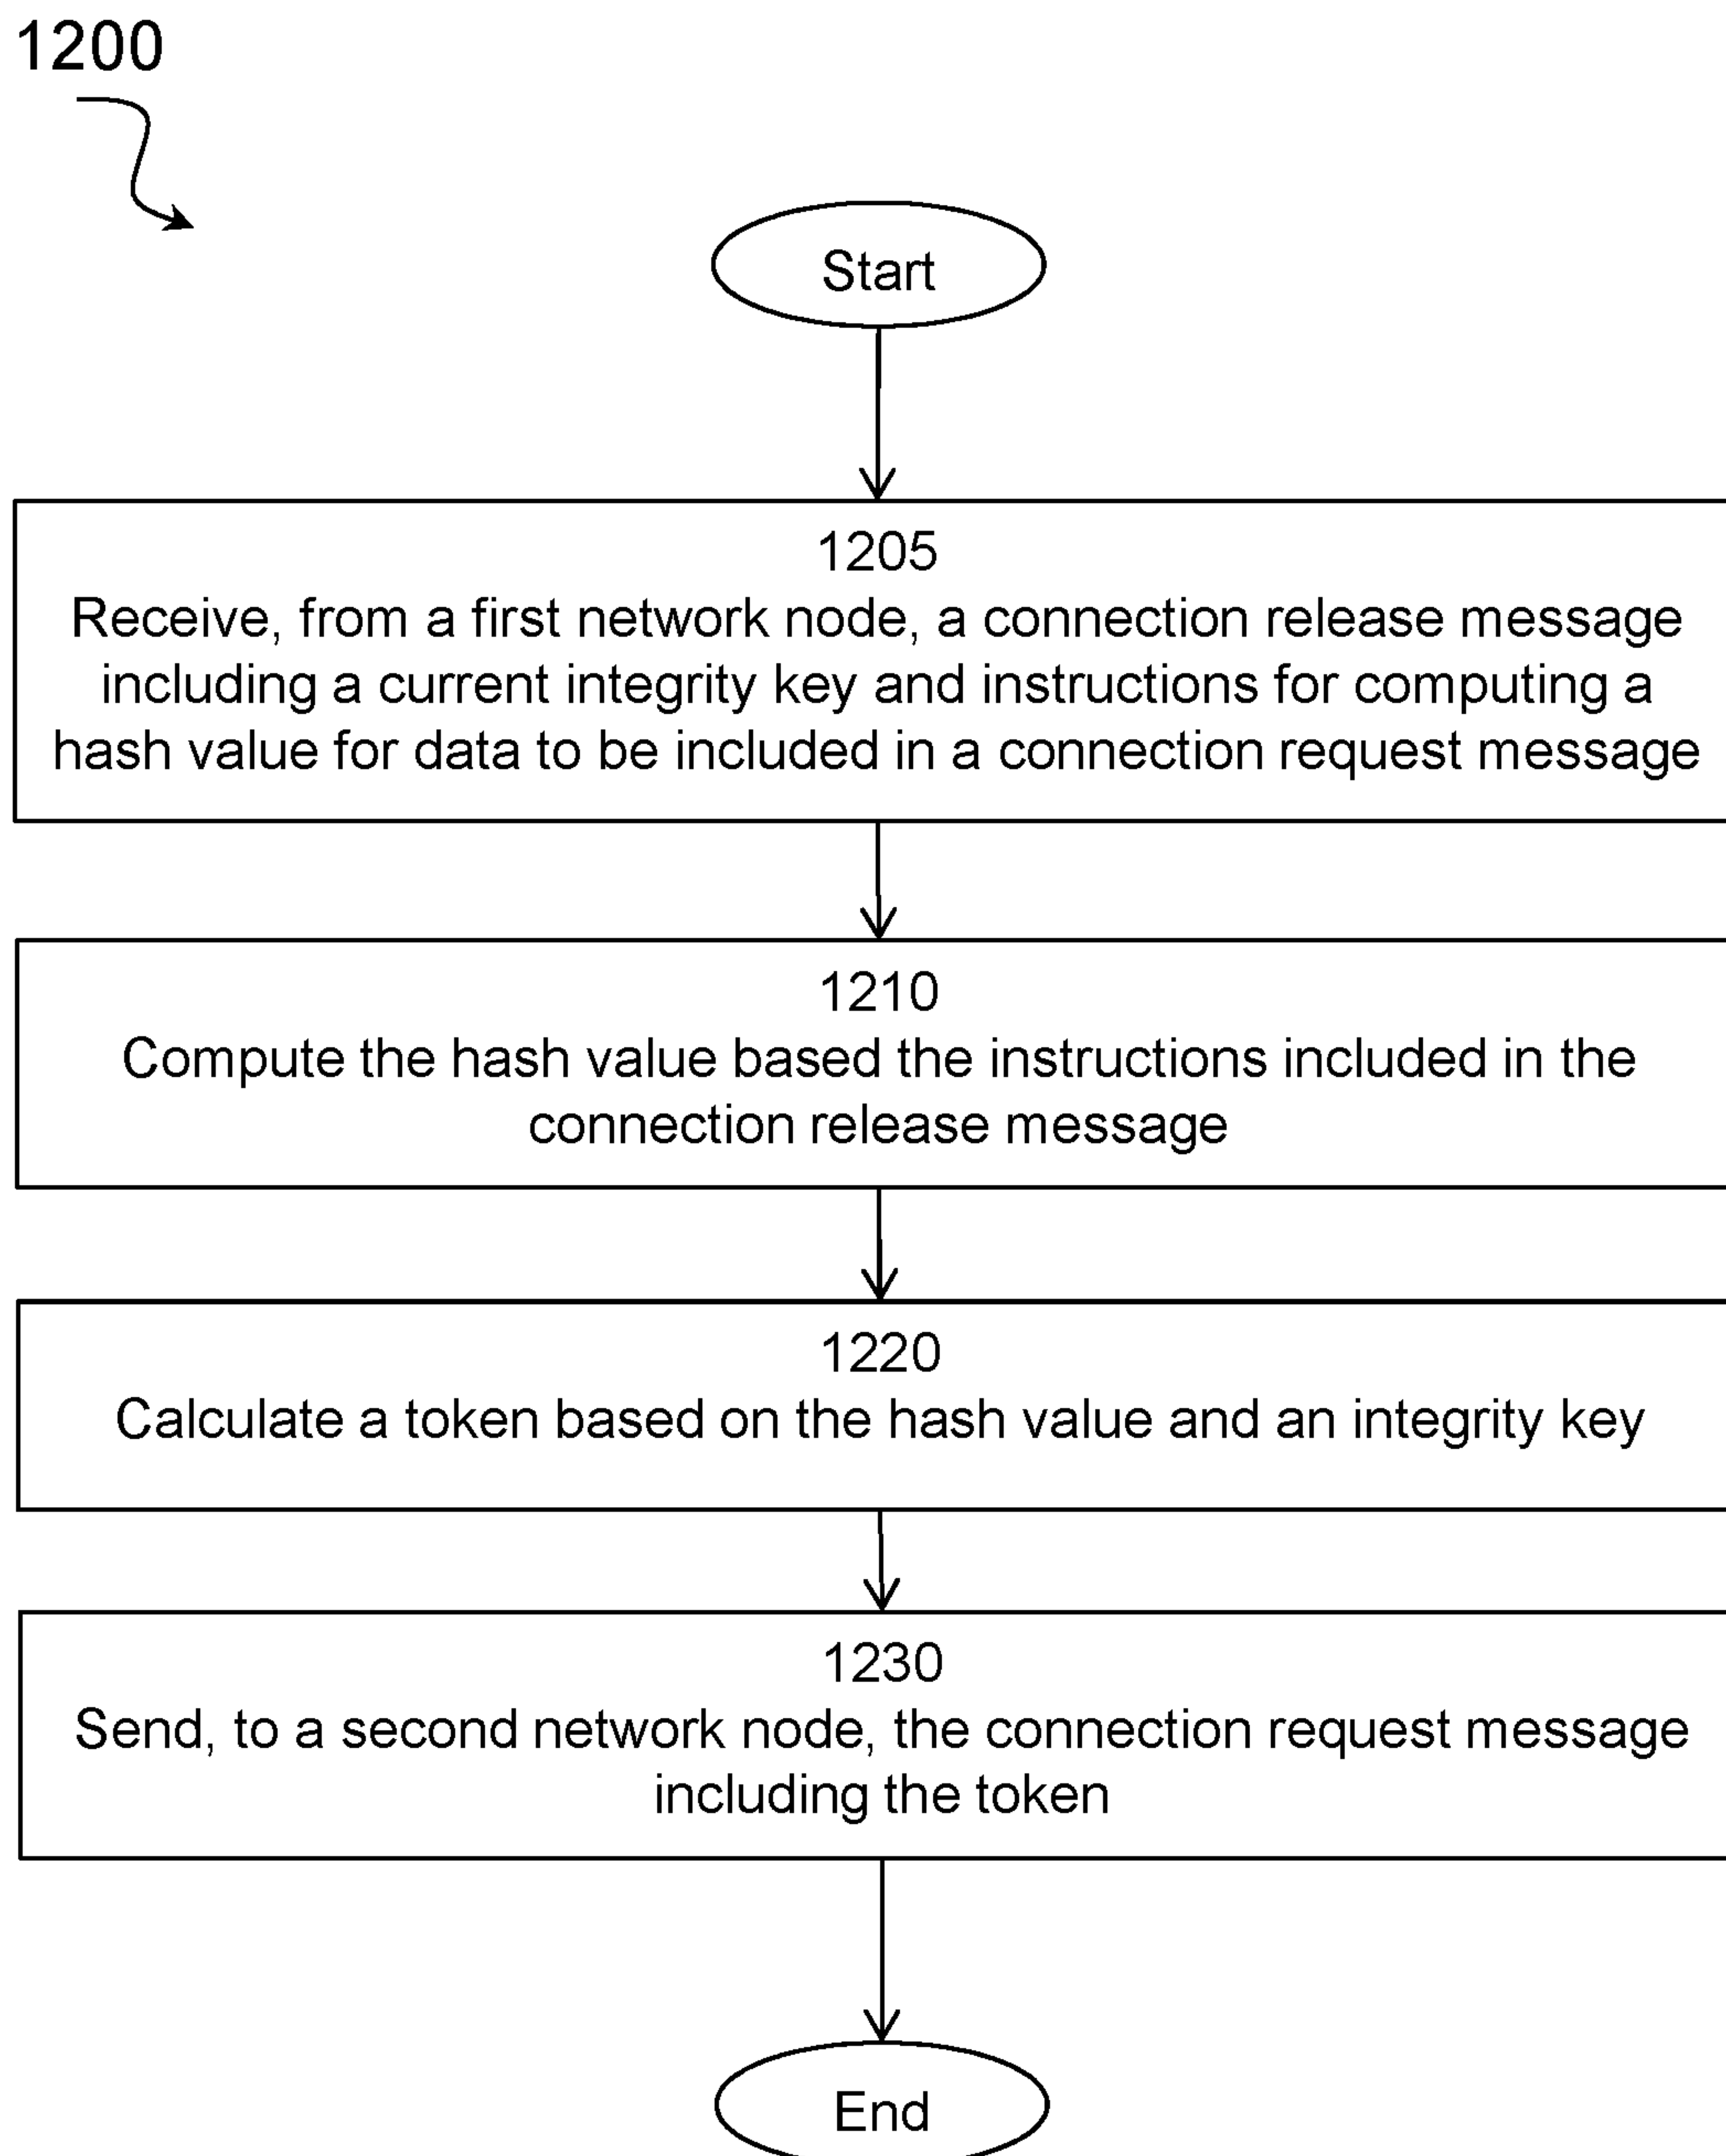 1200
Start
1205
Receive, from a first network node, a connection release message
including a current integrity key and instructions for computing a
hash value for data to be included in a connection request message
1210
Compute the hash value based the instructions included in the
connection release message
1220
Calculate a token based on the hash value and an integrity key
1230
Send, to a second network node, the connection request message
including the token
End